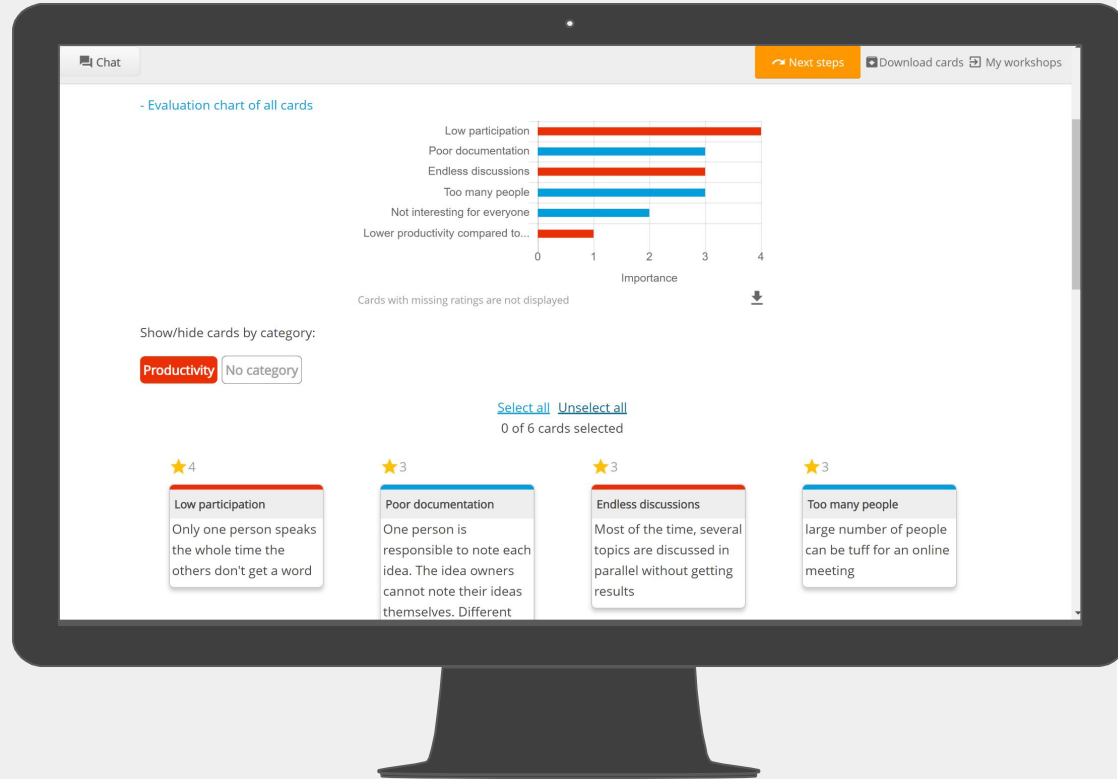 Chat
Next steps
Download cards
My workshops
- Evaluation chart of all cards
Low participation
Poor documentation
Endless discussions
Too many people
Not interesting for everyone
Lower productivity compared to...
0 1 2 3 4
Importance
Cards with missing ratings are not displayed
Show/hide cards by category:
Productivity
No category
Select all Unselect all
0 of 6 cards selected
4
Low participation
Only one person speaks
the whole time the
others don't get a word
3
Poor documentation
One person is
responsible to note each
idea. The idea owners
cannot note their ideas
themselves. Different
3
Endless discussions
Most of the time, several
topics are discussed in
parallel without getting
results
3
Too many people
large number of people
can be tuff for an online
meeting